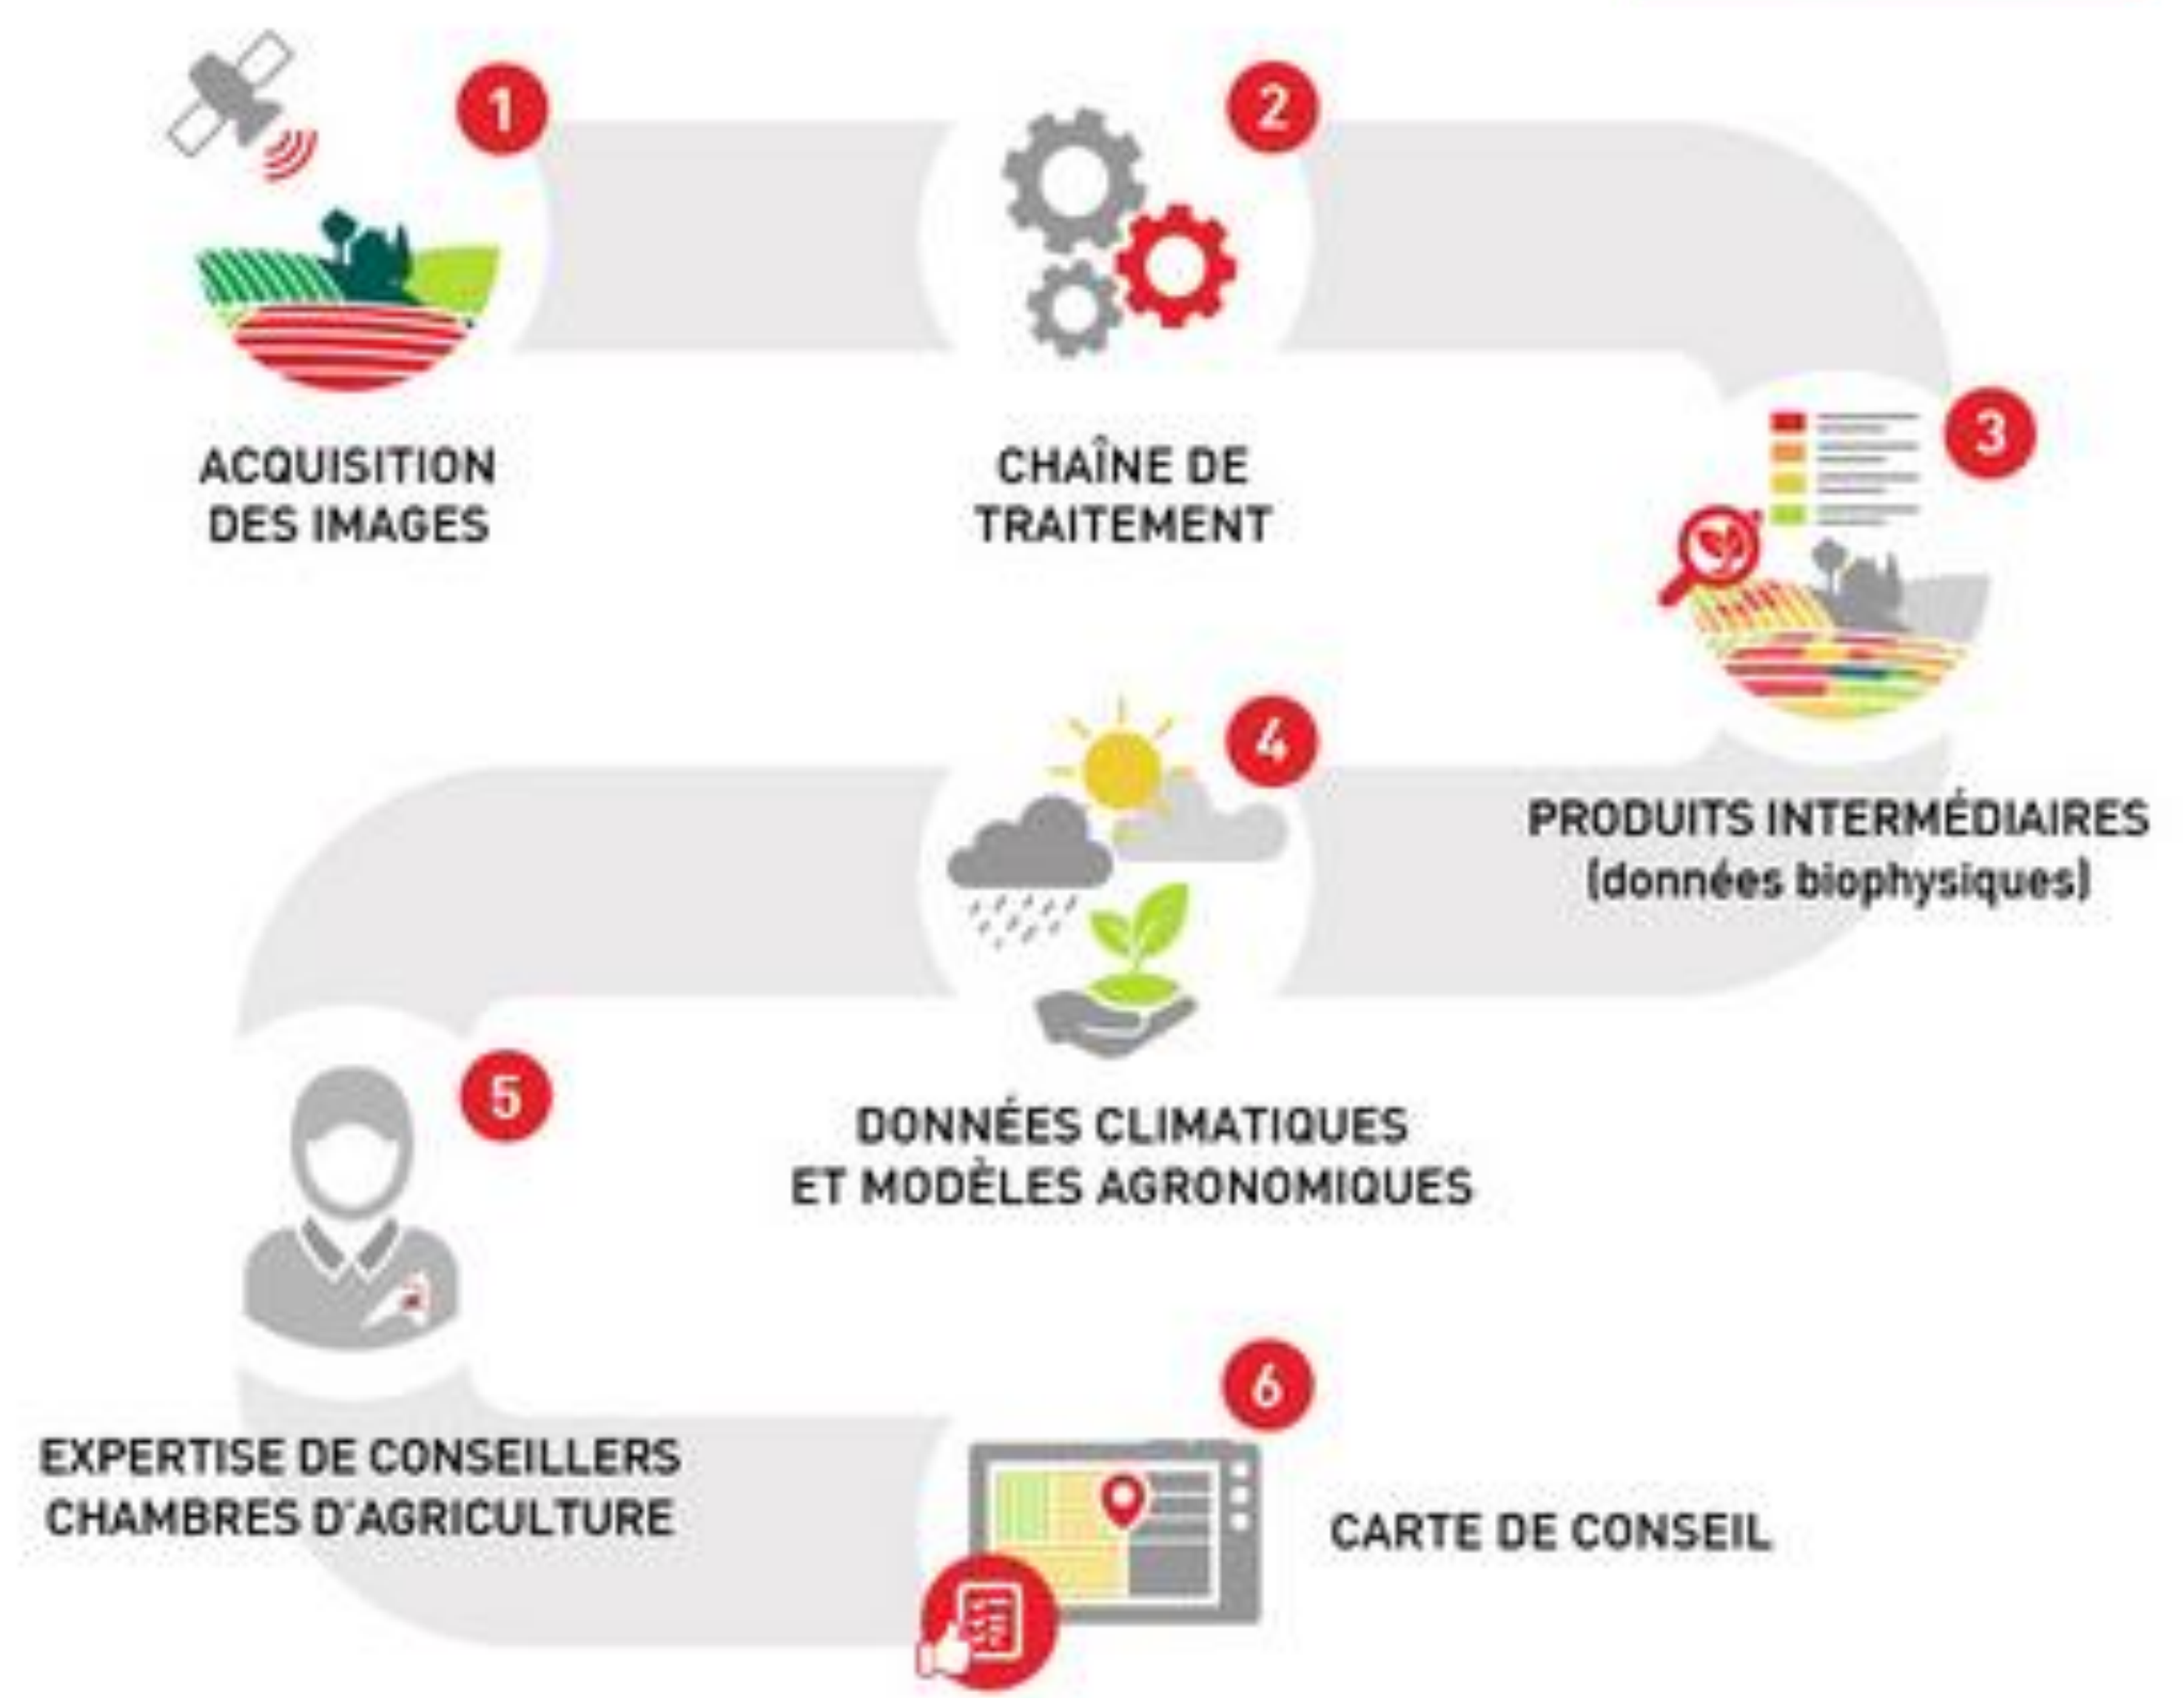 1
ACQUISITION
DES IMAGES
2
CHAÎNE DE
TRAITEMENT
3
PRODUITS INTERMÉDIAIRES
(données biophysiques)
4
DONNÉES CLIMATIQUES
ET MODÈLES AGRONOMIQUES
5
EXPERTISE DE CONSEILLERS
CHAMBRES D'AGRICULTURE
6
CARTE DE CONSEIL